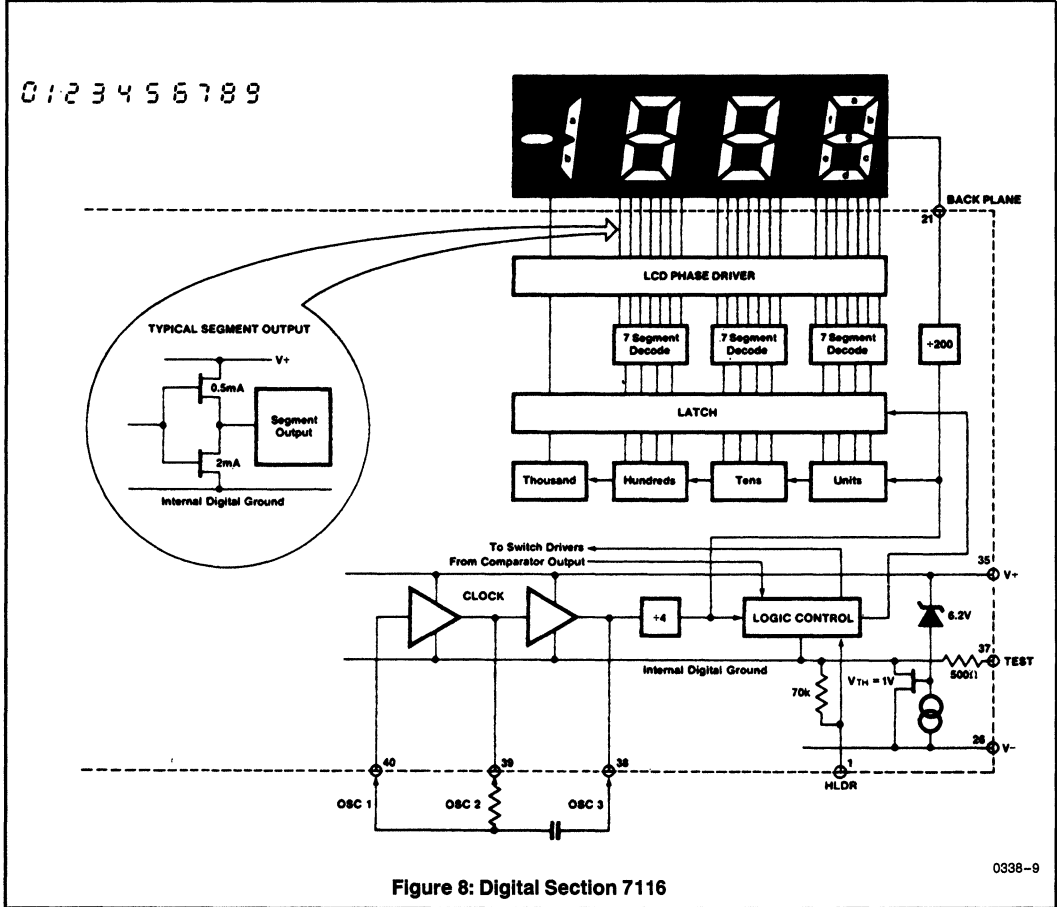 0123456789
a
b
a
b
c
d
e
f
g
BACK PLANE
21
LCD PHASE DRIVER
TYPICAL SEGMENT OUTPUT
V+
0.5mA
Segment
Output
2mA
Internal Digital Ground
7 Segment
Decode
7 Segment
Decode
7 Segment
Decode
÷200
LATCH
Thousand
Hundreds
Tens
Units
To Switch Drivers
From Comparator Output
35
V+
CLOCK
÷4
LOGIC CONTROL
6.2V
Internal Digital Ground
37
TEST
500Ω
70k
VTH = 1V
26
V−
40
39
38
1
HLDR
OSC 1
OSC 2
OSC 3
0338–9
Figure 8: Digital Section 7116